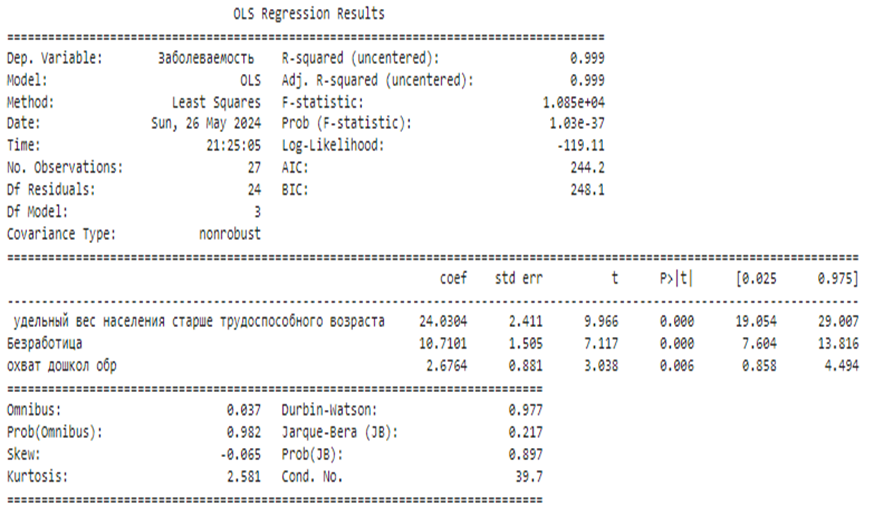 OLS Regression Results
==============================================================================
Dep. Variable: Заболеваемость R-squared (uncentered): 0.999
Model: OLS Adj. R-squared (uncentered): 0.999
Method: Least Squares F-statistic: 1.085e+04
Date: Sun, 26 May 2024 Prob (F-statistic): 1.03e-37
Time: 21:25:05 Log-Likelihood: -119.11
No. Observations: 27 AIC: 244.2
Df Residuals: 24 BIC: 248.1
Df Model: 3
Covariance Type: nonrobust
==============================================================================
coef std err t P>|t| [0.025 0.975]
------------------------------------------------------------------------------
удельный вес населения старше трудоспособного возраста 24.0304 2.411 9.966 0.000 19.054 29.007
Безработица 10.7101 1.505 7.117 0.000 7.604 13.816
охват дошкол обр 2.6764 0.881 3.038 0.006 0.858 4.494
==============================================================================
Omnibus: 0.037 Durbin-Watson: 0.977
Prob(Omnibus): 0.982 Jarque-Bera (JB): 0.217
Skew: -0.065 Prob(JB): 0.897
Kurtosis: 2.581 Cond. No. 39.7
==============================================================================